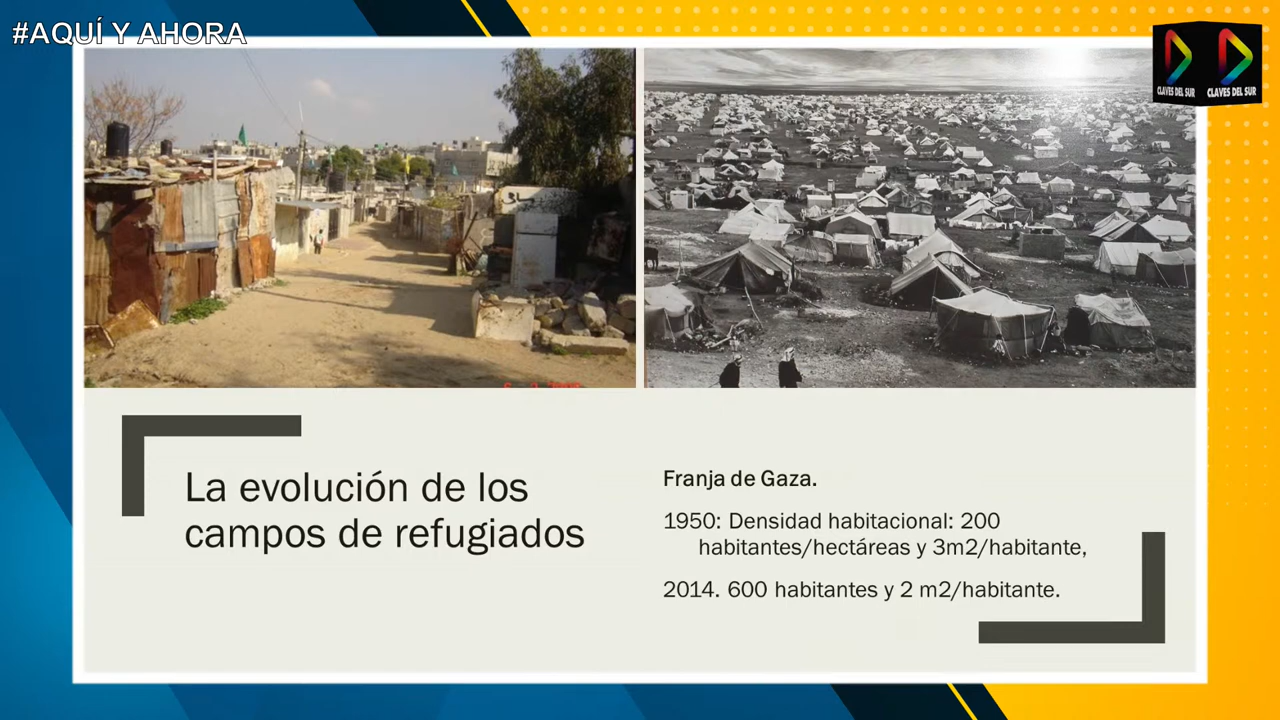 #AQUÍ Y AHORA
CLAVES DEL SUR
CLAVES DEL SUR
La evolución de los
campos de refugiados
Franja de Gaza.
1950: Densidad habitacional: 200
habitantes/hectáreas y 3m2/habitante,
2014. 600 habitantes y 2 m2/habitante.